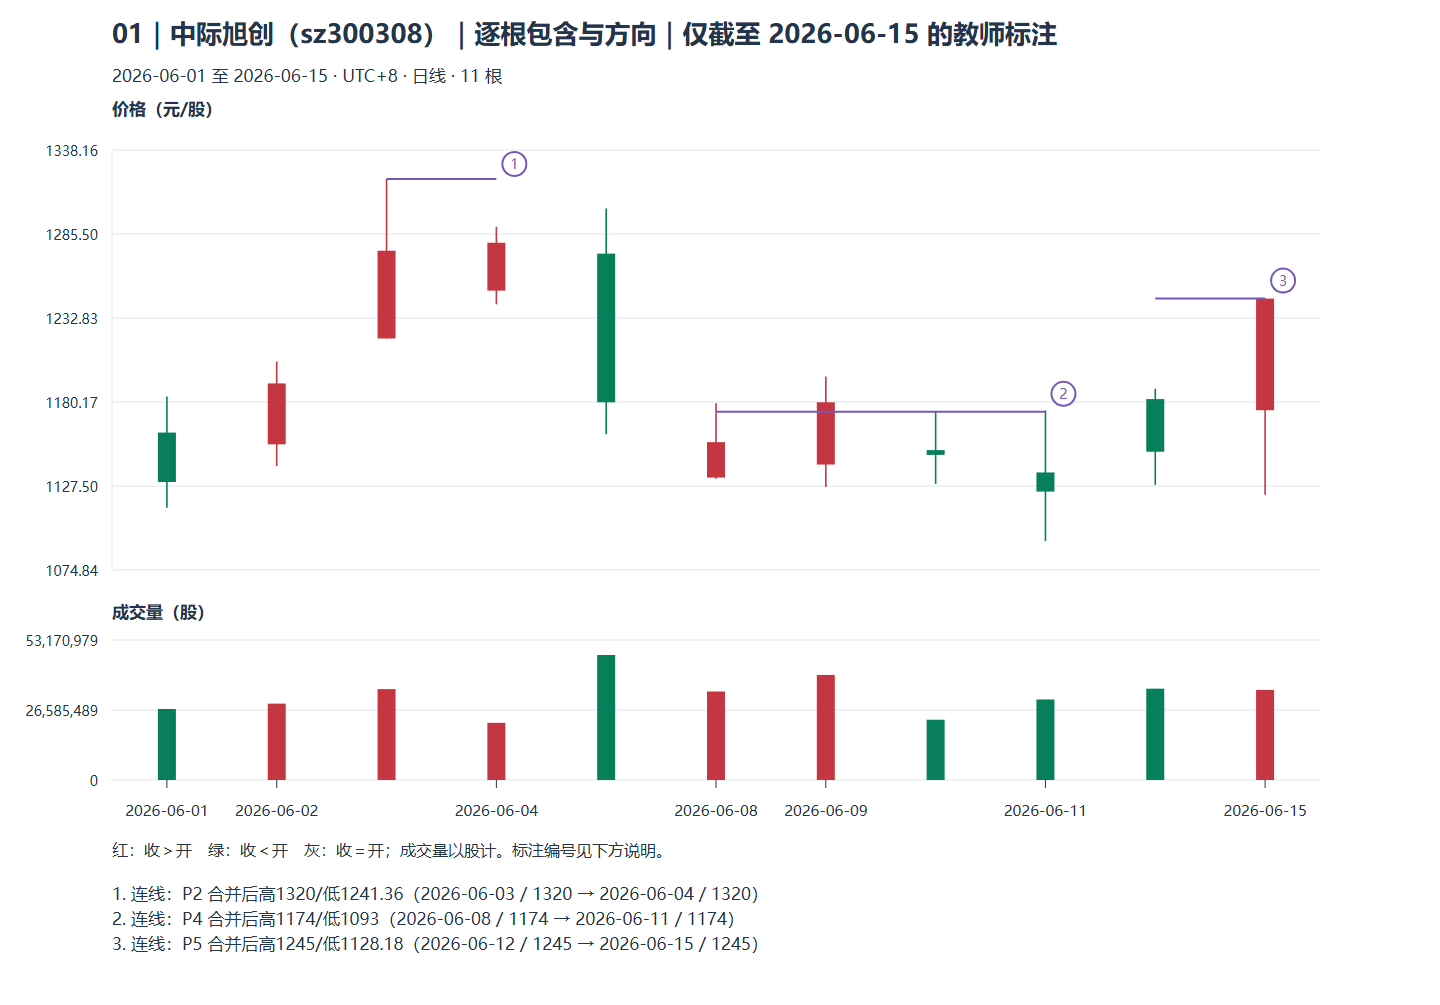 01｜中际旭创（sz300308）｜逐根包含与方向｜仅截至 2026-06-15 的教师标注
2026-06-01 至 2026-06-15 · UTC+8 · 日线 · 11 根
价格（元/股）
1338.16
1285.50
1232.83
1180.17
1127.50
1074.84
1
2
3
成交量（股）
53,170,979
26,585,489
0
2026-06-01 2026-06-02 2026-06-04 2026-06-08 2026-06-09 2026-06-11 2026-06-15
红：收 > 开 绿：收 < 开 灰：收 = 开；成交量以股计。标注编号见下方说明。
1. 连线：P2 合并后高1320/低1241.36（2026-06-03 / 1320 → 2026-06-04 / 1320）
2. 连线：P4 合并后高1174/低1093（2026-06-08 / 1174 → 2026-06-11 / 1174）
3. 连线：P5 合并后高1245/低1128.18（2026-06-12 / 1245 → 2026-06-15 / 1245）